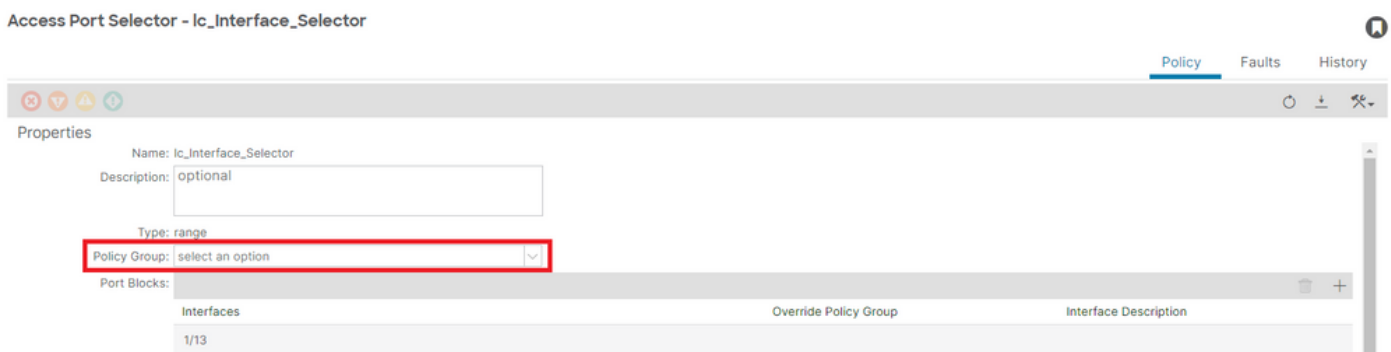 Access Port Selector - lc_Interface_Selector
Policy Faults History
Properties
Name: lc_Interface_Selector
Description: optional
Type: range
Policy Group: select an option
Port Blocks:
Interfaces Override Policy Group Interface Description
1/13